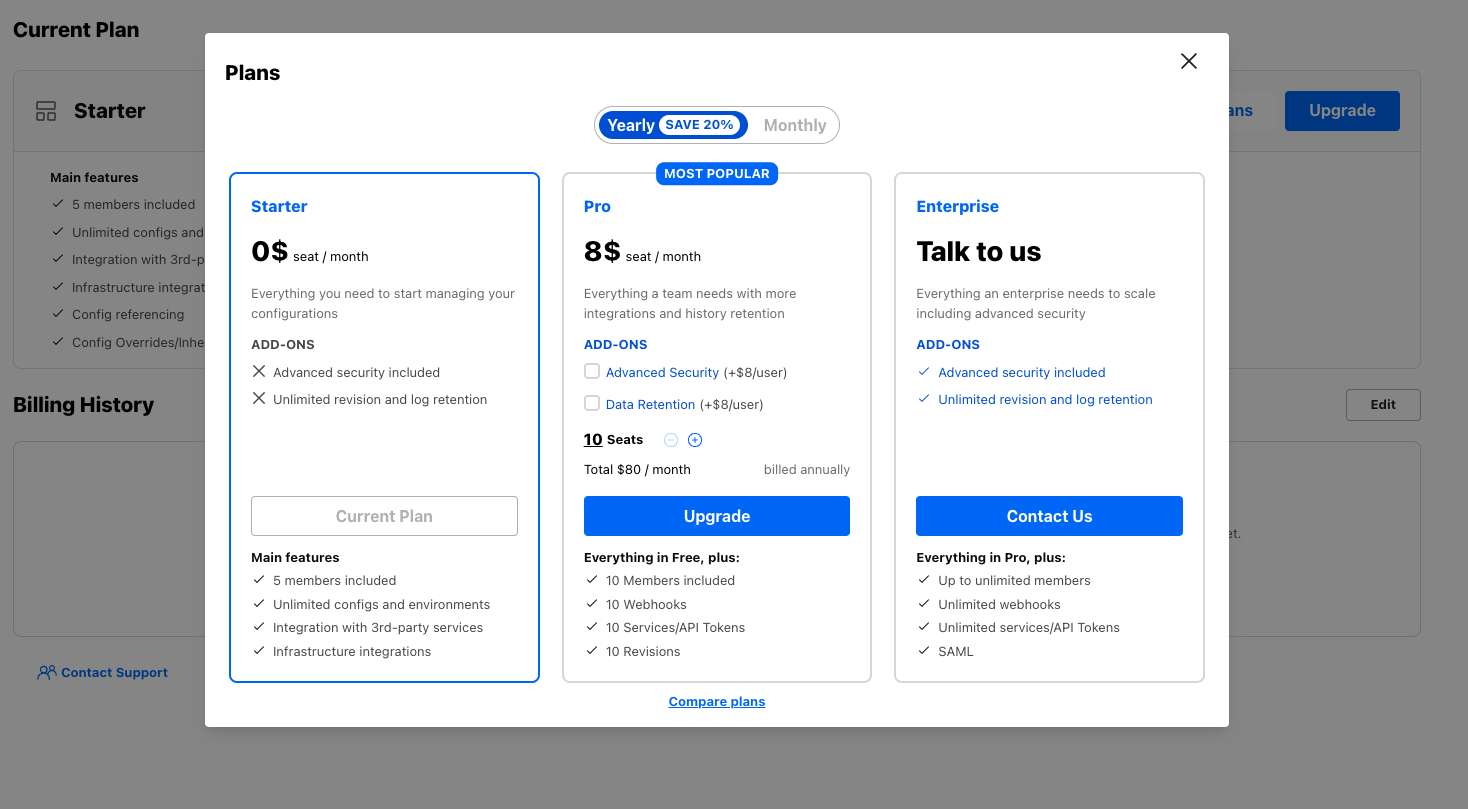 Current Plan
Starter
ans
Upgrade
Main features
5 members included
Unlimited configs and
Integration with 3rd-p
Infrastructure integrat
Config referencing
Config Overrides/Inhe
Billing History
Edit
et.
Contact Support
Plans
Yearly SAVE 20% Monthly
Starter
0$ seat / month
Everything you need to start managing your
configurations
ADD-ONS
Advanced security included
Unlimited revision and log retention
Current Plan
Main features
5 members included
Unlimited configs and environments
Integration with 3rd-party services
Infrastructure integrations
MOST POPULAR
Pro
8$ seat / month
Everything a team needs with more
integrations and history retention
ADD-ONS
Advanced Security (+$8/user)
Data Retention (+$8/user)
10 Seats
Total $80 / month billed annually
Upgrade
Everything in Free, plus:
10 Members included
10 Webhooks
10 Services/API Tokens
10 Revisions
Enterprise
Talk to us
Everything an enterprise needs to scale
including advanced security
ADD-ONS
Advanced security included
Unlimited revision and log retention
Contact Us
Everything in Pro, plus:
Up to unlimited members
Unlimited webhooks
Unlimited services/API Tokens
SAML
Compare plans